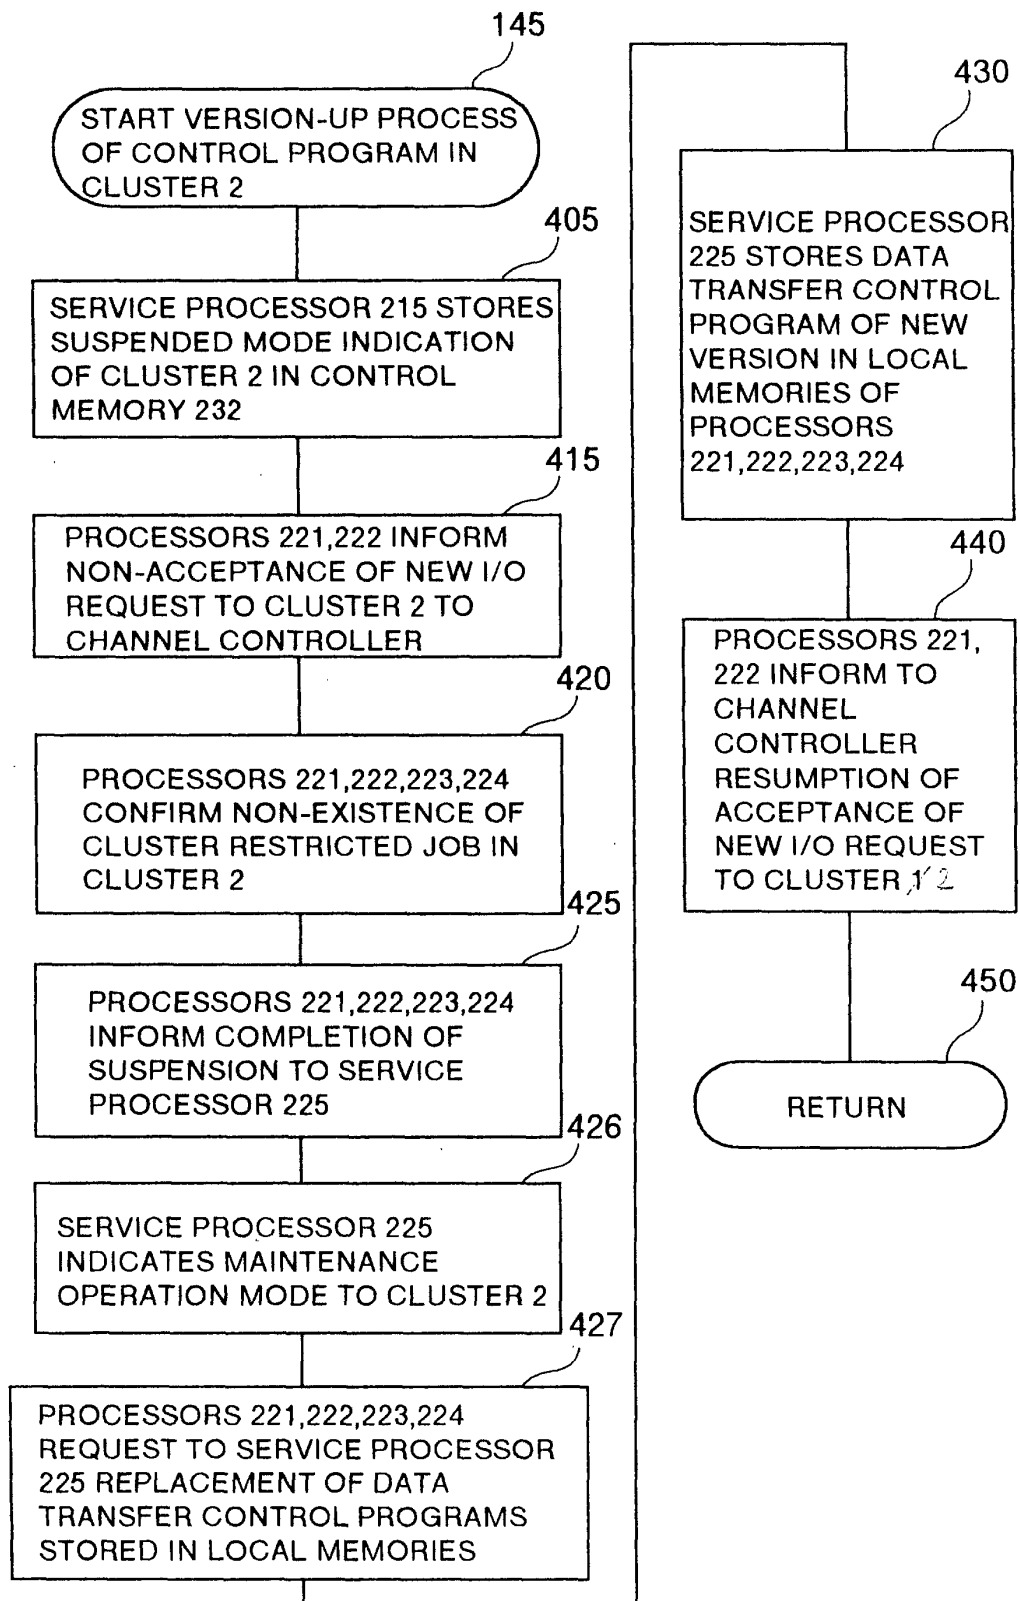 145
START VERSION-UP PROCESS
OF CONTROL PROGRAM IN
CLUSTER 2
405
SERVICE PROCESSOR 215 STORES
SUSPENDED MODE INDICATION
OF CLUSTER 2 IN CONTROL
MEMORY 232
415
PROCESSORS 221,222 INFORM
NON-ACCEPTANCE OF NEW I/O
REQUEST TO CLUSTER 2 TO
CHANNEL CONTROLLER
420
PROCESSORS 221,222,223,224
CONFIRM NON-EXISTENCE OF
CLUSTER RESTRICTED JOB IN
CLUSTER 2
425
PROCESSORS 221,222,223,224
INFORM COMPLETION OF
SUSPENSION TO SERVICE
PROCESSOR 225
426
SERVICE PROCESSOR 225
INDICATES MAINTENANCE
OPERATION MODE TO CLUSTER 2
427
PROCESSORS 221,222,223,224
REQUEST TO SERVICE PROCESSOR
225 REPLACEMENT OF DATA
TRANSFER CONTROL PROGRAMS
STORED IN LOCAL MEMORIES
430
SERVICE PROCESSOR
225 STORES DATA
TRANSFER CONTROL
PROGRAM OF NEW
VERSION IN LOCAL
MEMORIES OF
PROCESSORS
221,222,223,224
440
PROCESSORS 221,
222 INFORM TO
CHANNEL
CONTROLLER
RESUMPTION OF
ACCEPTANCE OF
NEW I/O REQUEST
TO CLUSTER 2
450
RETURN